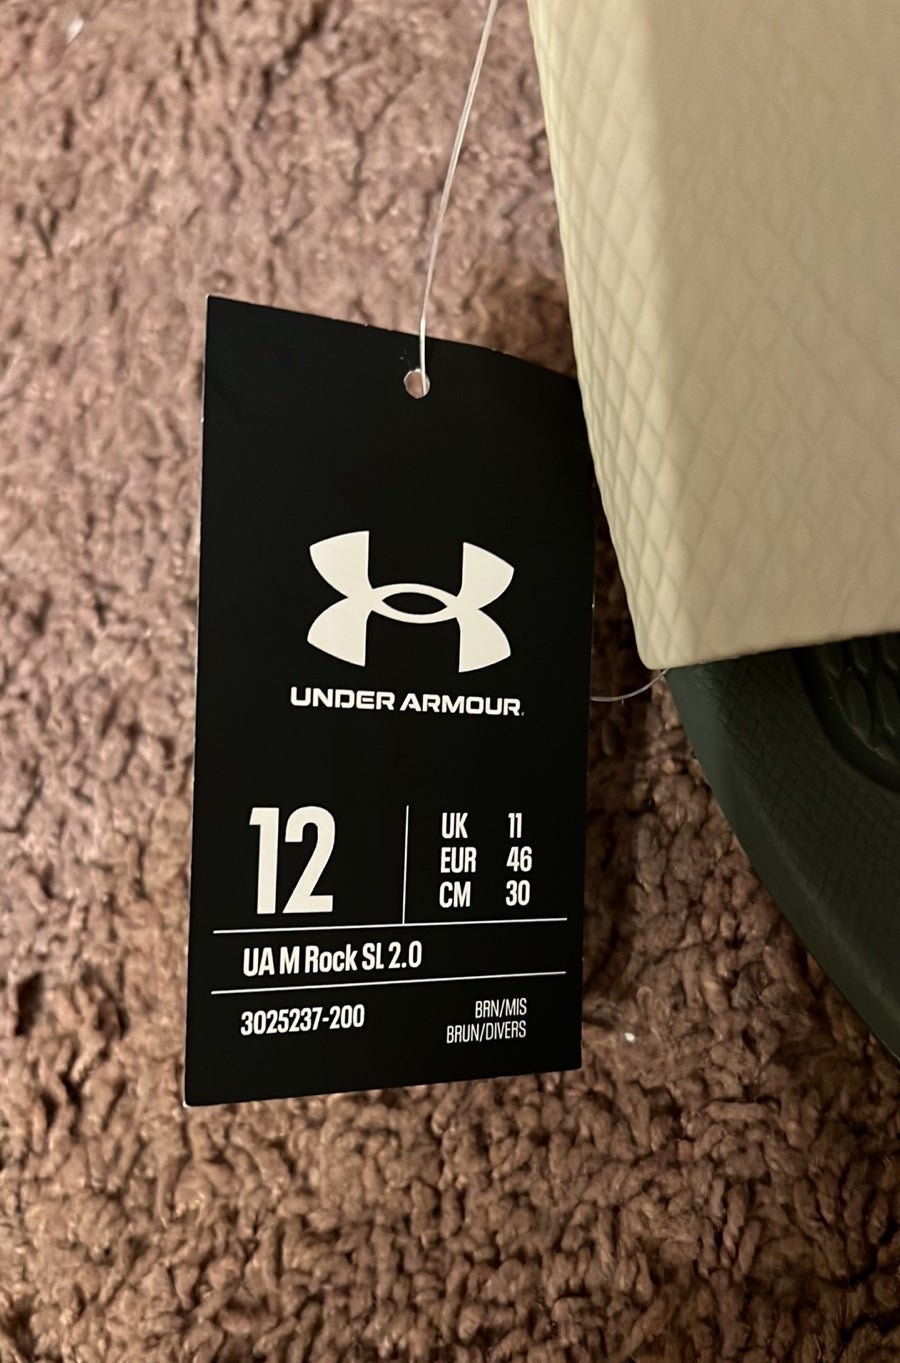 UNDER ARMOUR.
12
UK 11
EUR 46
CM 30
UA M Rock SL 2.0
3025237-200
BRN/MIS
BRUN/DIVERS